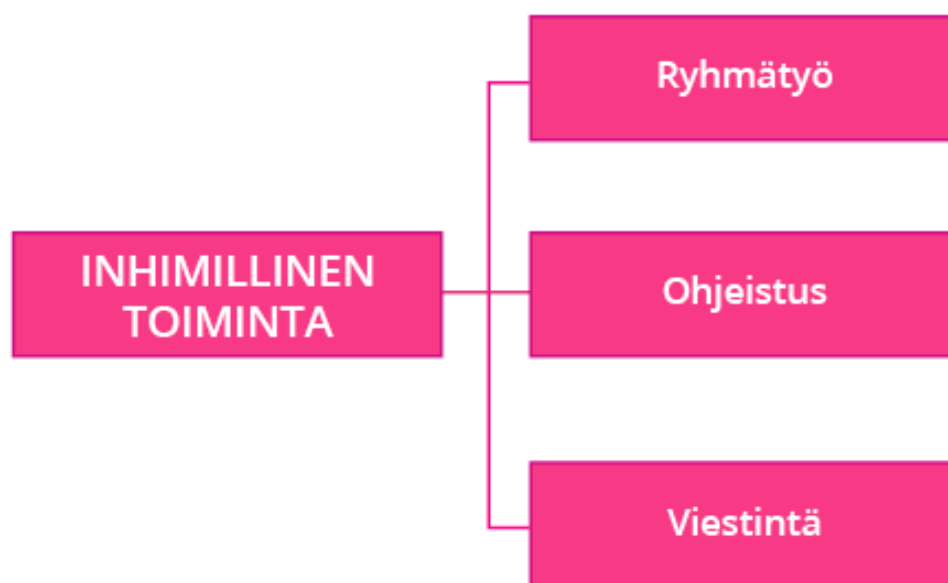 Ryhmätyö
INHIMILLINEN
TOIMINTA
Ohjeistus
Viestintä